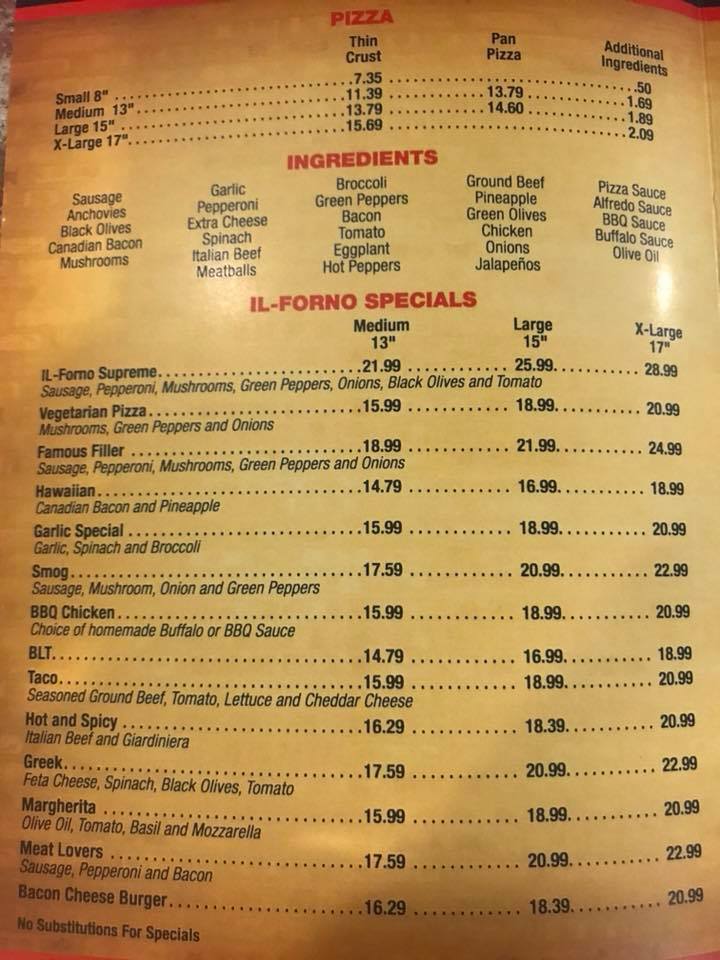 PIZZA
Thin Crust Pan Pizza Additional Ingredients
Small 8" 7.35 .50
Medium 13" 11.39 13.79 1.69
Large 15" 13.79 14.60 1.89
X-Large 17" 15.69 2.09
INGREDIENTS
Sausage Garlic Broccoli Ground Beef Pizza Sauce
Anchovies Pepperoni Green Peppers Pineapple Alfredo Sauce
Black Olives Extra Cheese Bacon Green Olives BBQ Sauce
Canadian Bacon Spinach Tomato Chicken Buffalo Sauce
Mushrooms Italian Beef Eggplant Onions Olive Oil
Meatballs Hot Peppers Jalapeños
IL-FORNO SPECIALS
Medium 13" Large 15" X-Large 17"
IL-Forno Supreme 21.99 25.99 28.99
Sausage, Pepperoni, Mushrooms, Green Peppers, Onions, Black Olives and Tomato
Vegetarian Pizza 15.99 18.99 20.99
Mushrooms, Green Peppers and Onions
Famous Filler 18.99 21.99 24.99
Sausage, Pepperoni, Mushrooms, Green Peppers and Onions
Hawaiian 14.79 16.99 18.99
Canadian Bacon and Pineapple
Garlic Special 15.99 18.99 20.99
Garlic, Spinach and Broccoli
Smog 17.59 20.99 22.99
Sausage, Mushroom, Onion and Green Peppers
BBQ Chicken 15.99 18.99 20.99
Choice of homemade Buffalo or BBQ Sauce
BLT 14.79 16.99 18.99
Taco 15.99 18.99 20.99
Seasoned Ground Beef, Tomato, Lettuce and Cheddar Cheese
Hot and Spicy 16.29 18.39 20.99
Italian Beef and Giardiniera
Greek 17.59 20.99 22.99
Feta Cheese, Spinach, Black Olives, Tomato
Margherita 15.99 18.99 20.99
Olive Oil, Tomato, Basil and Mozzarella
Meat Lovers 17.59 20.99 22.99
Sausage, Pepperoni and Bacon
Bacon Cheese Burger 16.29 18.39 20.99
No Substitutions For Specials